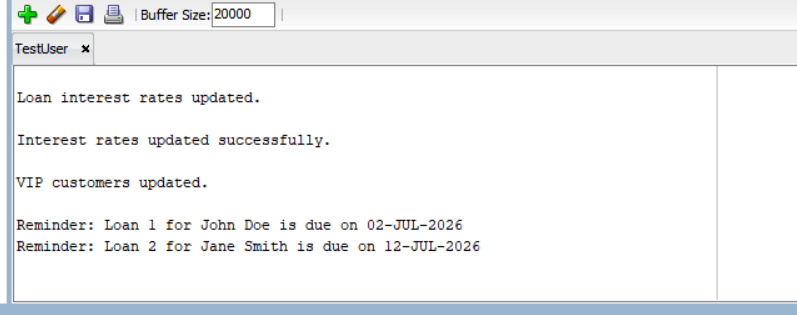 Buffer Size: 20000
TestUser
Loan interest rates updated.
Interest rates updated successfully.
VIP customers updated.
Reminder: Loan 1 for John Doe is due on 02-JUL-2026
Reminder: Loan 2 for Jane Smith is due on 12-JUL-2026